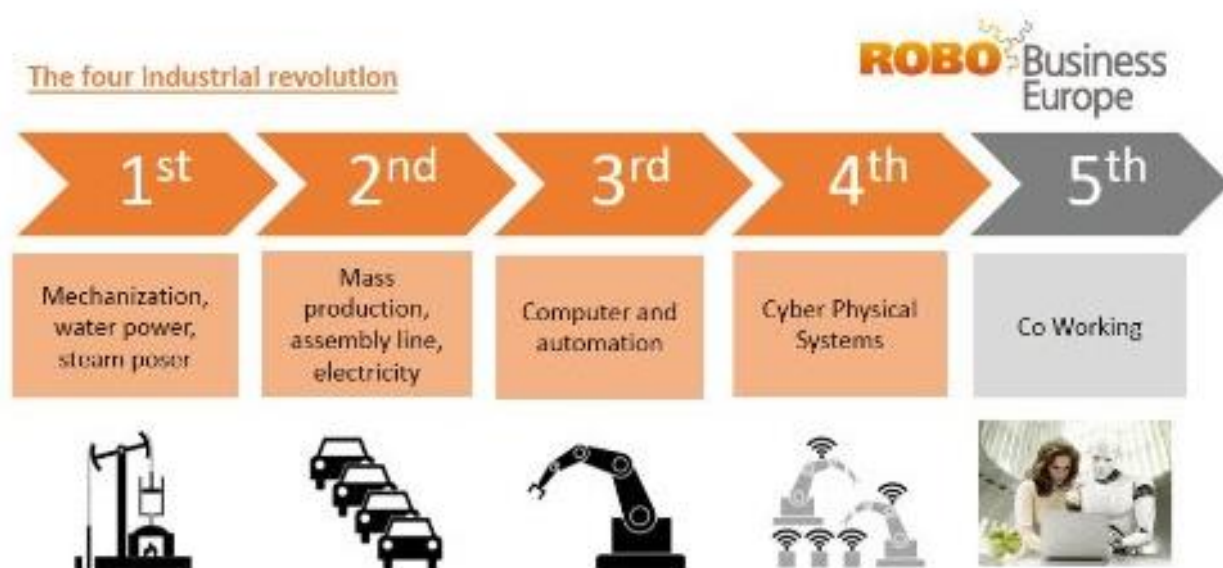 The four industrial revolution
ROBO Business
Europe
1st
2nd
3rd
4th
5th
Mechanization,
water power,
steam poser
Mass
production,
assembly line,
electricity
Computer and
automation
Cyber Physical
Systems
Co Working